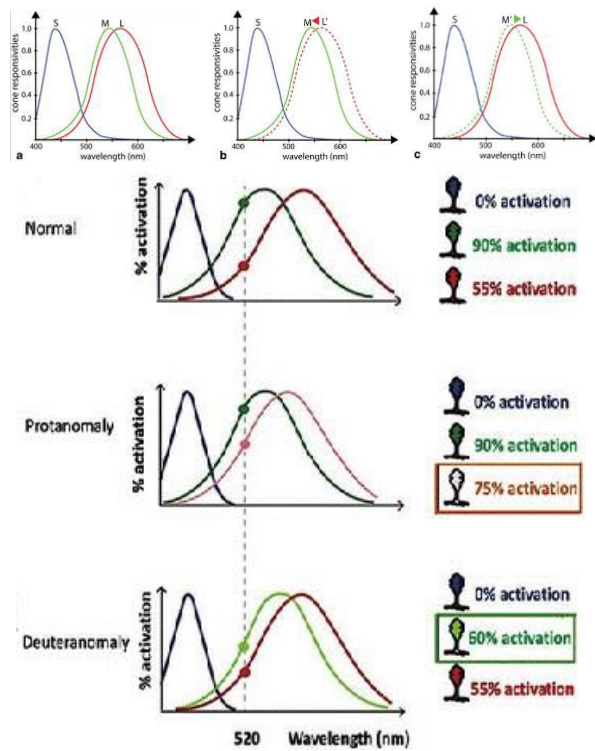 S M L
cone responsivities
1.0
0.8
0.6
0.4
0.2
400 500 600
wavelength (nm)
a
S M L'
cone responsivities
1.0
0.8
0.6
0.4
0.2
400 500 600
wavelength (nm)
b
S M' L
cone responsivities
1.0
0.8
0.6
0.4
0.2
400 500 600
wavelength (nm)
c
Normal
% activation
0% activation
90% activation
55% activation
Protanomaly
% activation
0% activation
90% activation
75% activation
Deuteranomaly
% activation
0% activation
60% activation
55% activation
520 Wavelength (nm)